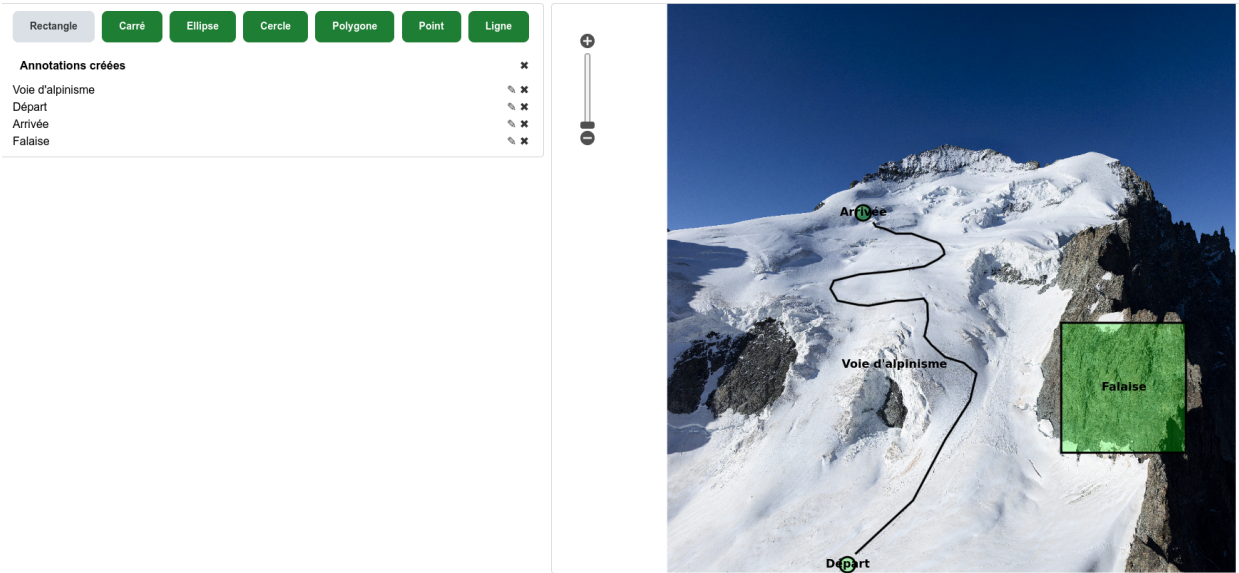 Rectangle Carré Ellipse Cercle Polygone Point Ligne
Annotations créées
Voie d'alpinisme
Départ
Arrivée
Falaise
Arrivée
Voie d'alpinisme
Falaise
Départ